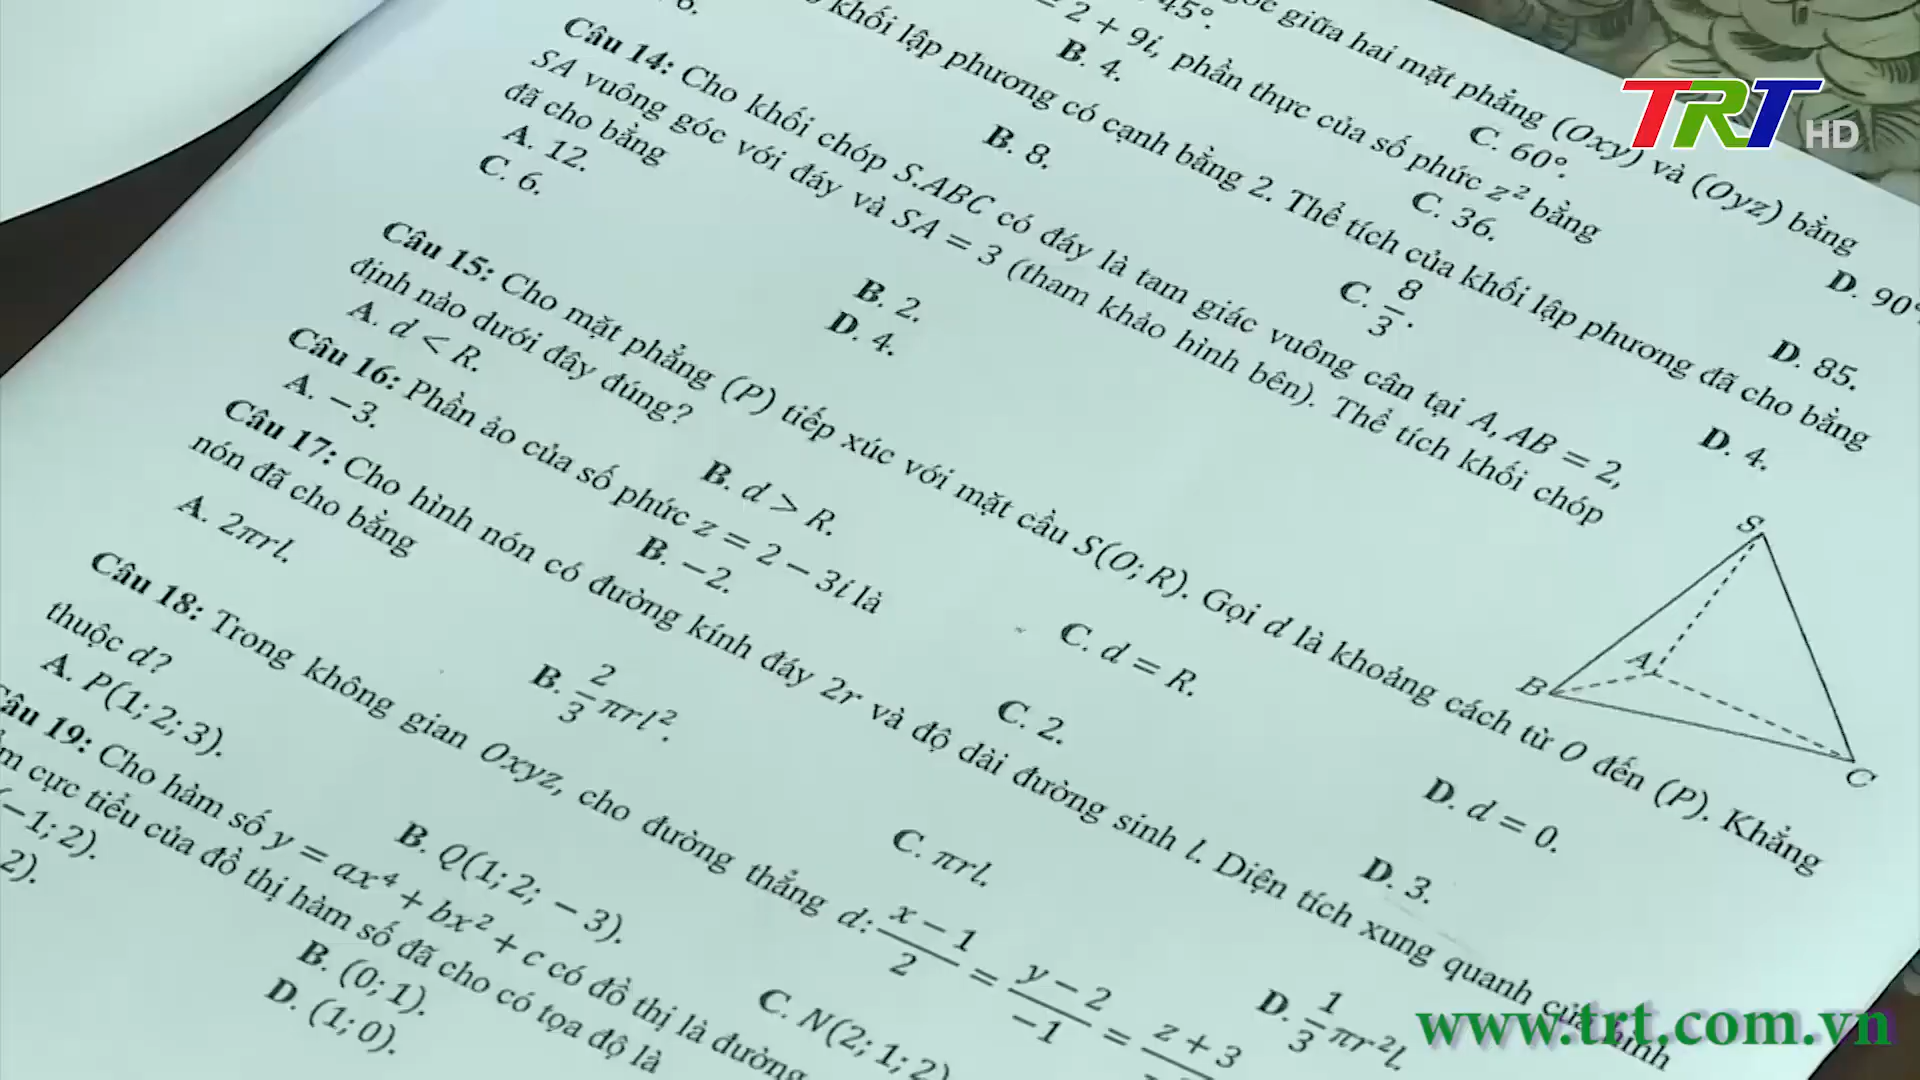 góc giữa hai mặt phẳng (Oxy) và (Oyz) bằng
45°.
C. 60°.
D. 90°
= 2 + 9i, phần thực của số phức z² bằng
B. 4.
C. 36.
D. 85.
khối lập phương có cạnh bằng 2. Thể tích của khối lập phương đã cho bằng
6.
B. 8.
C. 8/3.
D. 4.
Câu 14: Cho khối chóp S.ABC có đáy là tam giác vuông cân tại A, AB = 2,
SA vuông góc với đáy và SA = 3 (tham khảo hình bên). Thể tích khối chóp
đã cho bằng
A. 12.
B. 2.
C. 6.
D. 4.
S
A
B
C
Câu 15: Cho mặt phẳng (P) tiếp xúc với mặt cầu S(O; R). Gọi d là khoảng cách từ O đến (P). Khẳng
định nào dưới đây đúng?
A. d < R.
B. d > R.
C. d = R.
D. d = 0.
Câu 16: Phần ảo của số phức z = 2 − 3i là
A. −3.
B. −2.
C. 2.
D. 3.
Câu 17: Cho hình nón có đường kính đáy 2r và độ dài đường sinh l. Diện tích xung quanh của hình
nón đã cho bằng
A. 2πrl.
B. 2/3 πrl².
C. πrl.
D. 1/3 πr²l.
Câu 18: Trong không gian Oxyz, cho đường thẳng d: (x − 1)/2 = (y − 2)/−1 = z + 3
thuộc d?
A. P(1; 2; 3).
B. Q(1; 2; −3).
C. N(2; 1; 2)
Câu 19: Cho hàm số y = ax⁴ + bx² + c có đồ thị là đường
cực tiểu của đồ thị hàm số đã cho có tọa độ là
(−1; 2).
B. (0; 1).
2).
D. (1; 0).
TRT HD
www.trt.com.vn